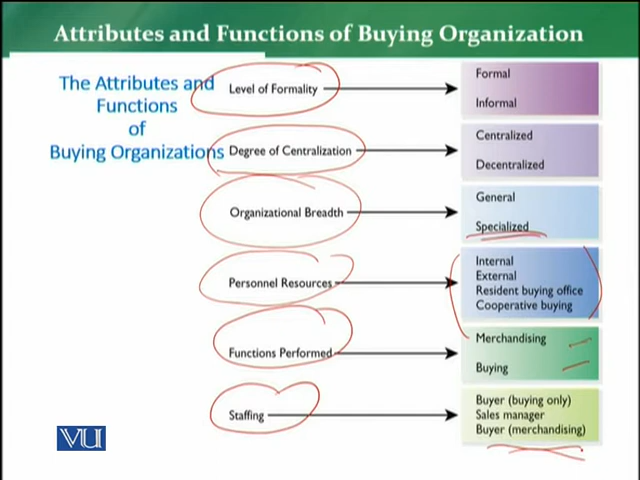 Attributes and Functions of Buying Organization
The Attributes and
Functions
of
Buying Organizations
Level of Formality
Formal
Informal
Degree of Centralization
Centralized
Decentralized
Organizational Breadth
General
Specialized
Personnel Resources
Internal
External
Resident buying office
Cooperative buying
Functions Performed
Merchandising
Buying
Staffing
Buyer (buying only)
Sales manager
Buyer (merchandising)
VU